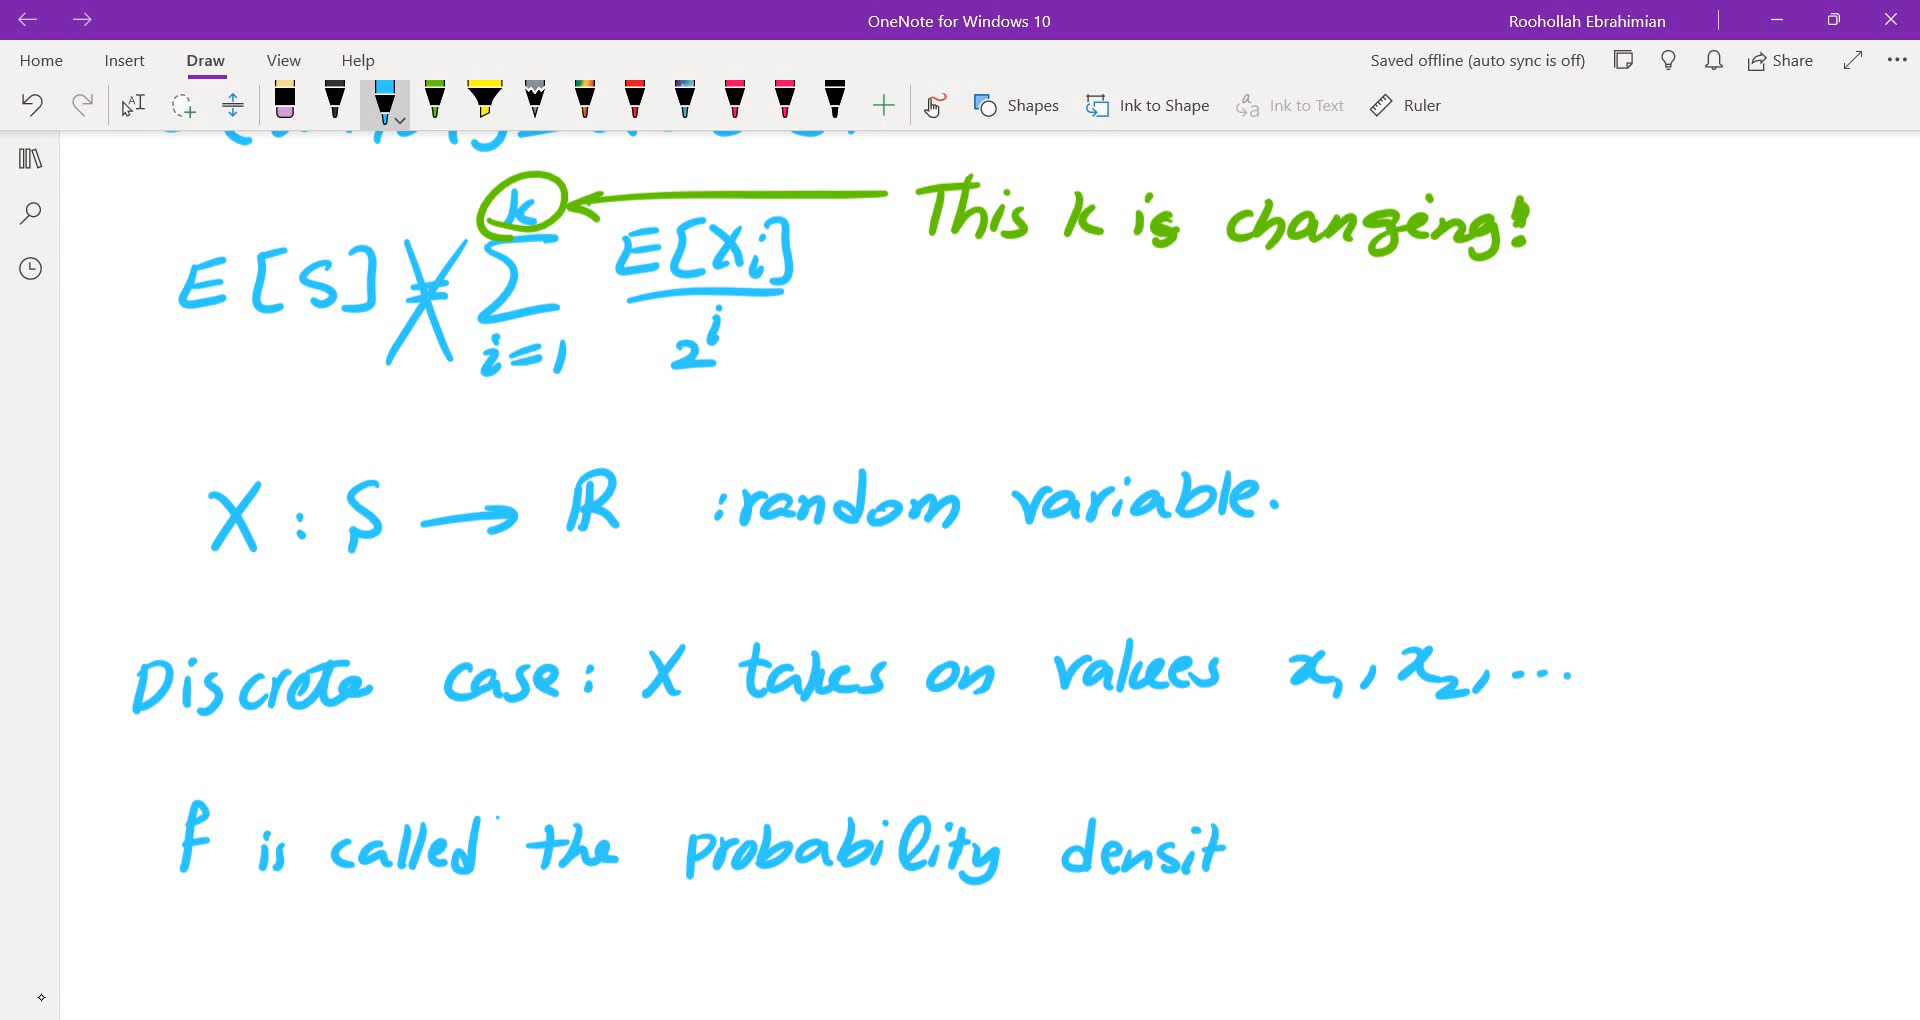 OneNote for Windows 10
Roohollah Ebrahimian
Home Insert Draw View Help
Saved offline (auto sync is off) Share
Shapes Ink to Shape Ink to Text Ruler
k ← This k is changing!
E[S] ≠ ∑ E[Xi]
i=1 2^i
X : S → ℝ : random variable.
Discrete case: X takes on values x₁, x₂, ...
f is called the probability densit